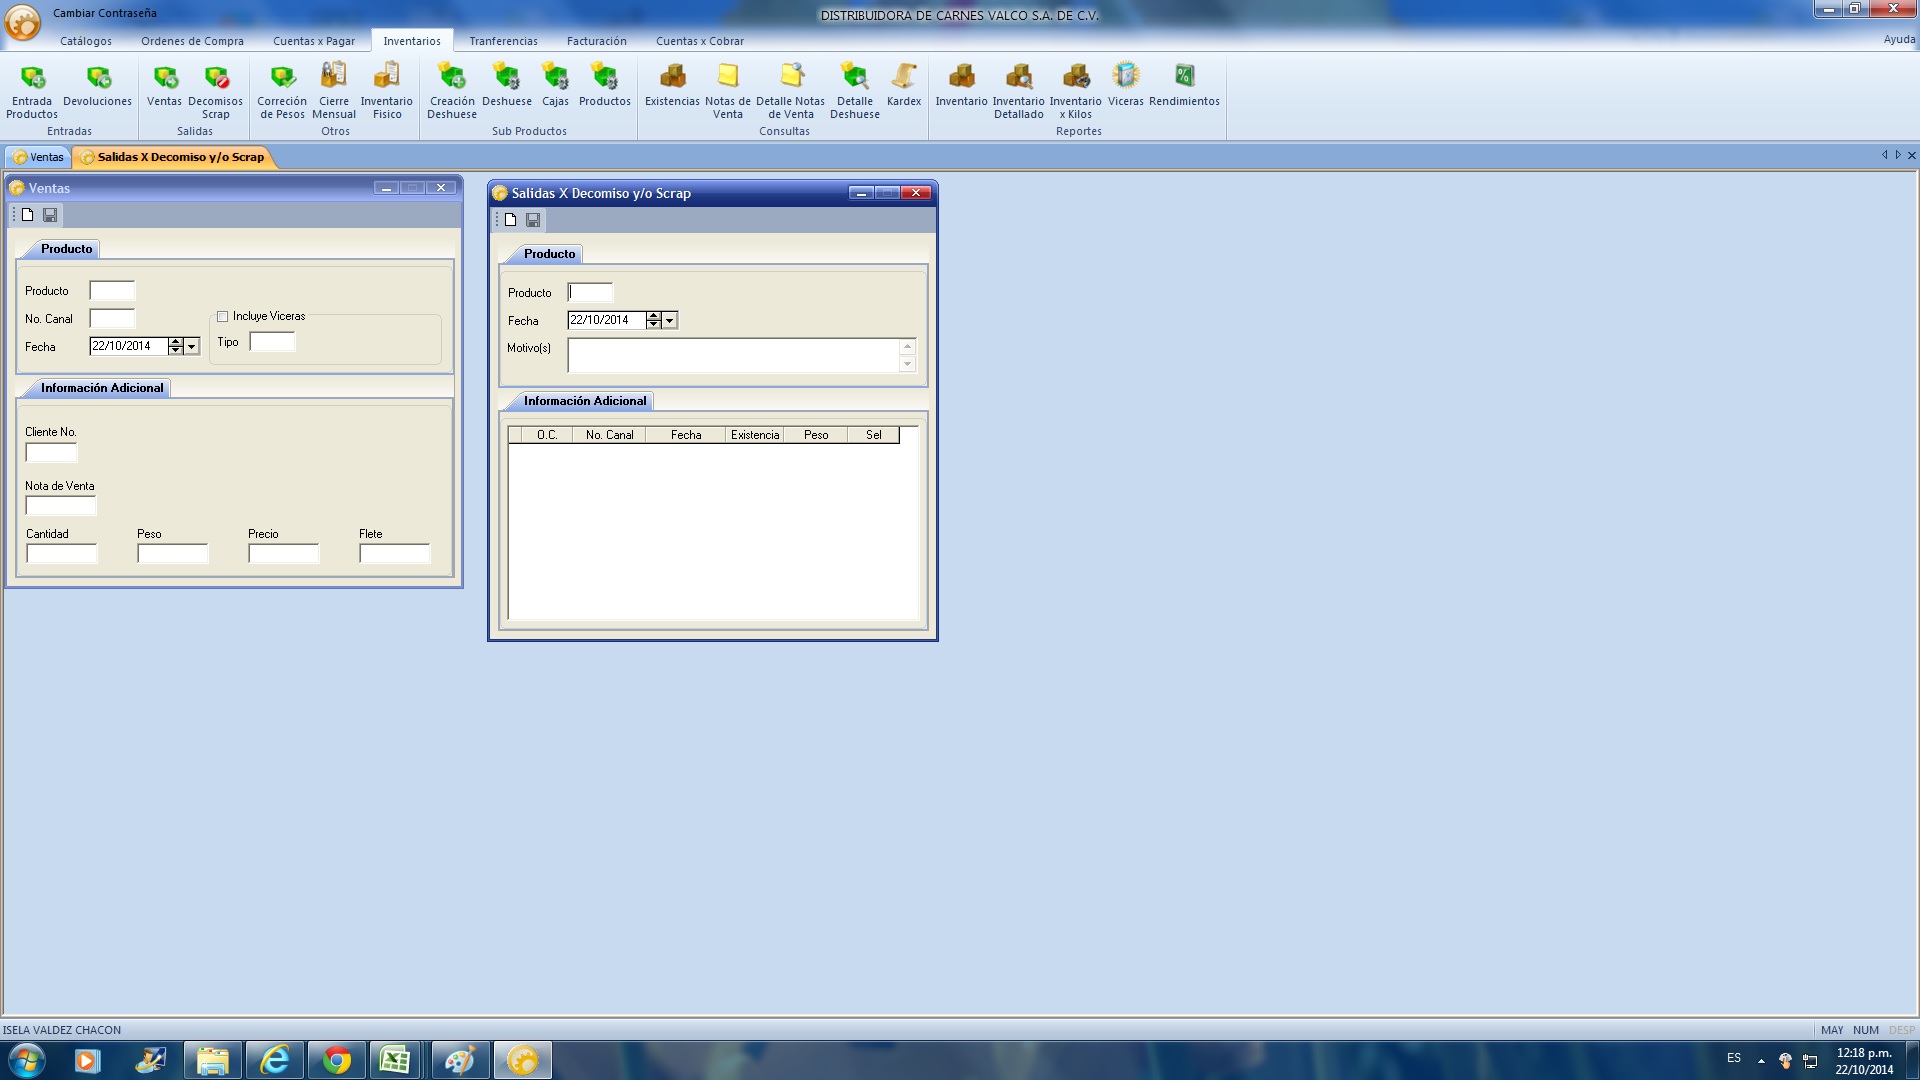 Cambiar Contraseña
DISTRIBUIDORA DE CARNES VALCO S.A. DE C.V.
Catálogos Ordenes de Compra Cuentas x Pagar Inventarios Tranferencias Facturación Cuentas x Cobrar Ayuda
Entrada Productos
Devoluciones
Entradas
Ventas
Decomisos Scrap
Salidas
Correción de Pesos
Cierre Mensual
Inventario Fisico
Otros
Creación Deshuese
Deshuese
Cajas
Productos
Sub Productos
Existencias
Notas de Venta
Detalle Notas de Venta
Detalle Deshuese
Kardex
Consultas
Inventario
Inventario Detallado
Inventario x Kilos
Viceras
Rendimientos
Reportes
Ventas
Salidas X Decomiso y/o Scrap
Ventas
Producto
Producto
No. Canal
Fecha 22/10/2014
Incluye Viceras
Tipo
Información Adicional
Cliente No.
Nota de Venta
Cantidad Peso Precio Flete
Salidas X Decomiso y/o Scrap
Producto
Producto
Fecha 22/10/2014
Motivo(s)
Información Adicional
O.C. No. Canal Fecha Existencia Peso Sel
ISELA VALDEZ CHACON
MAY NUM DESP
ES
12:18 p.m.
22/10/2014